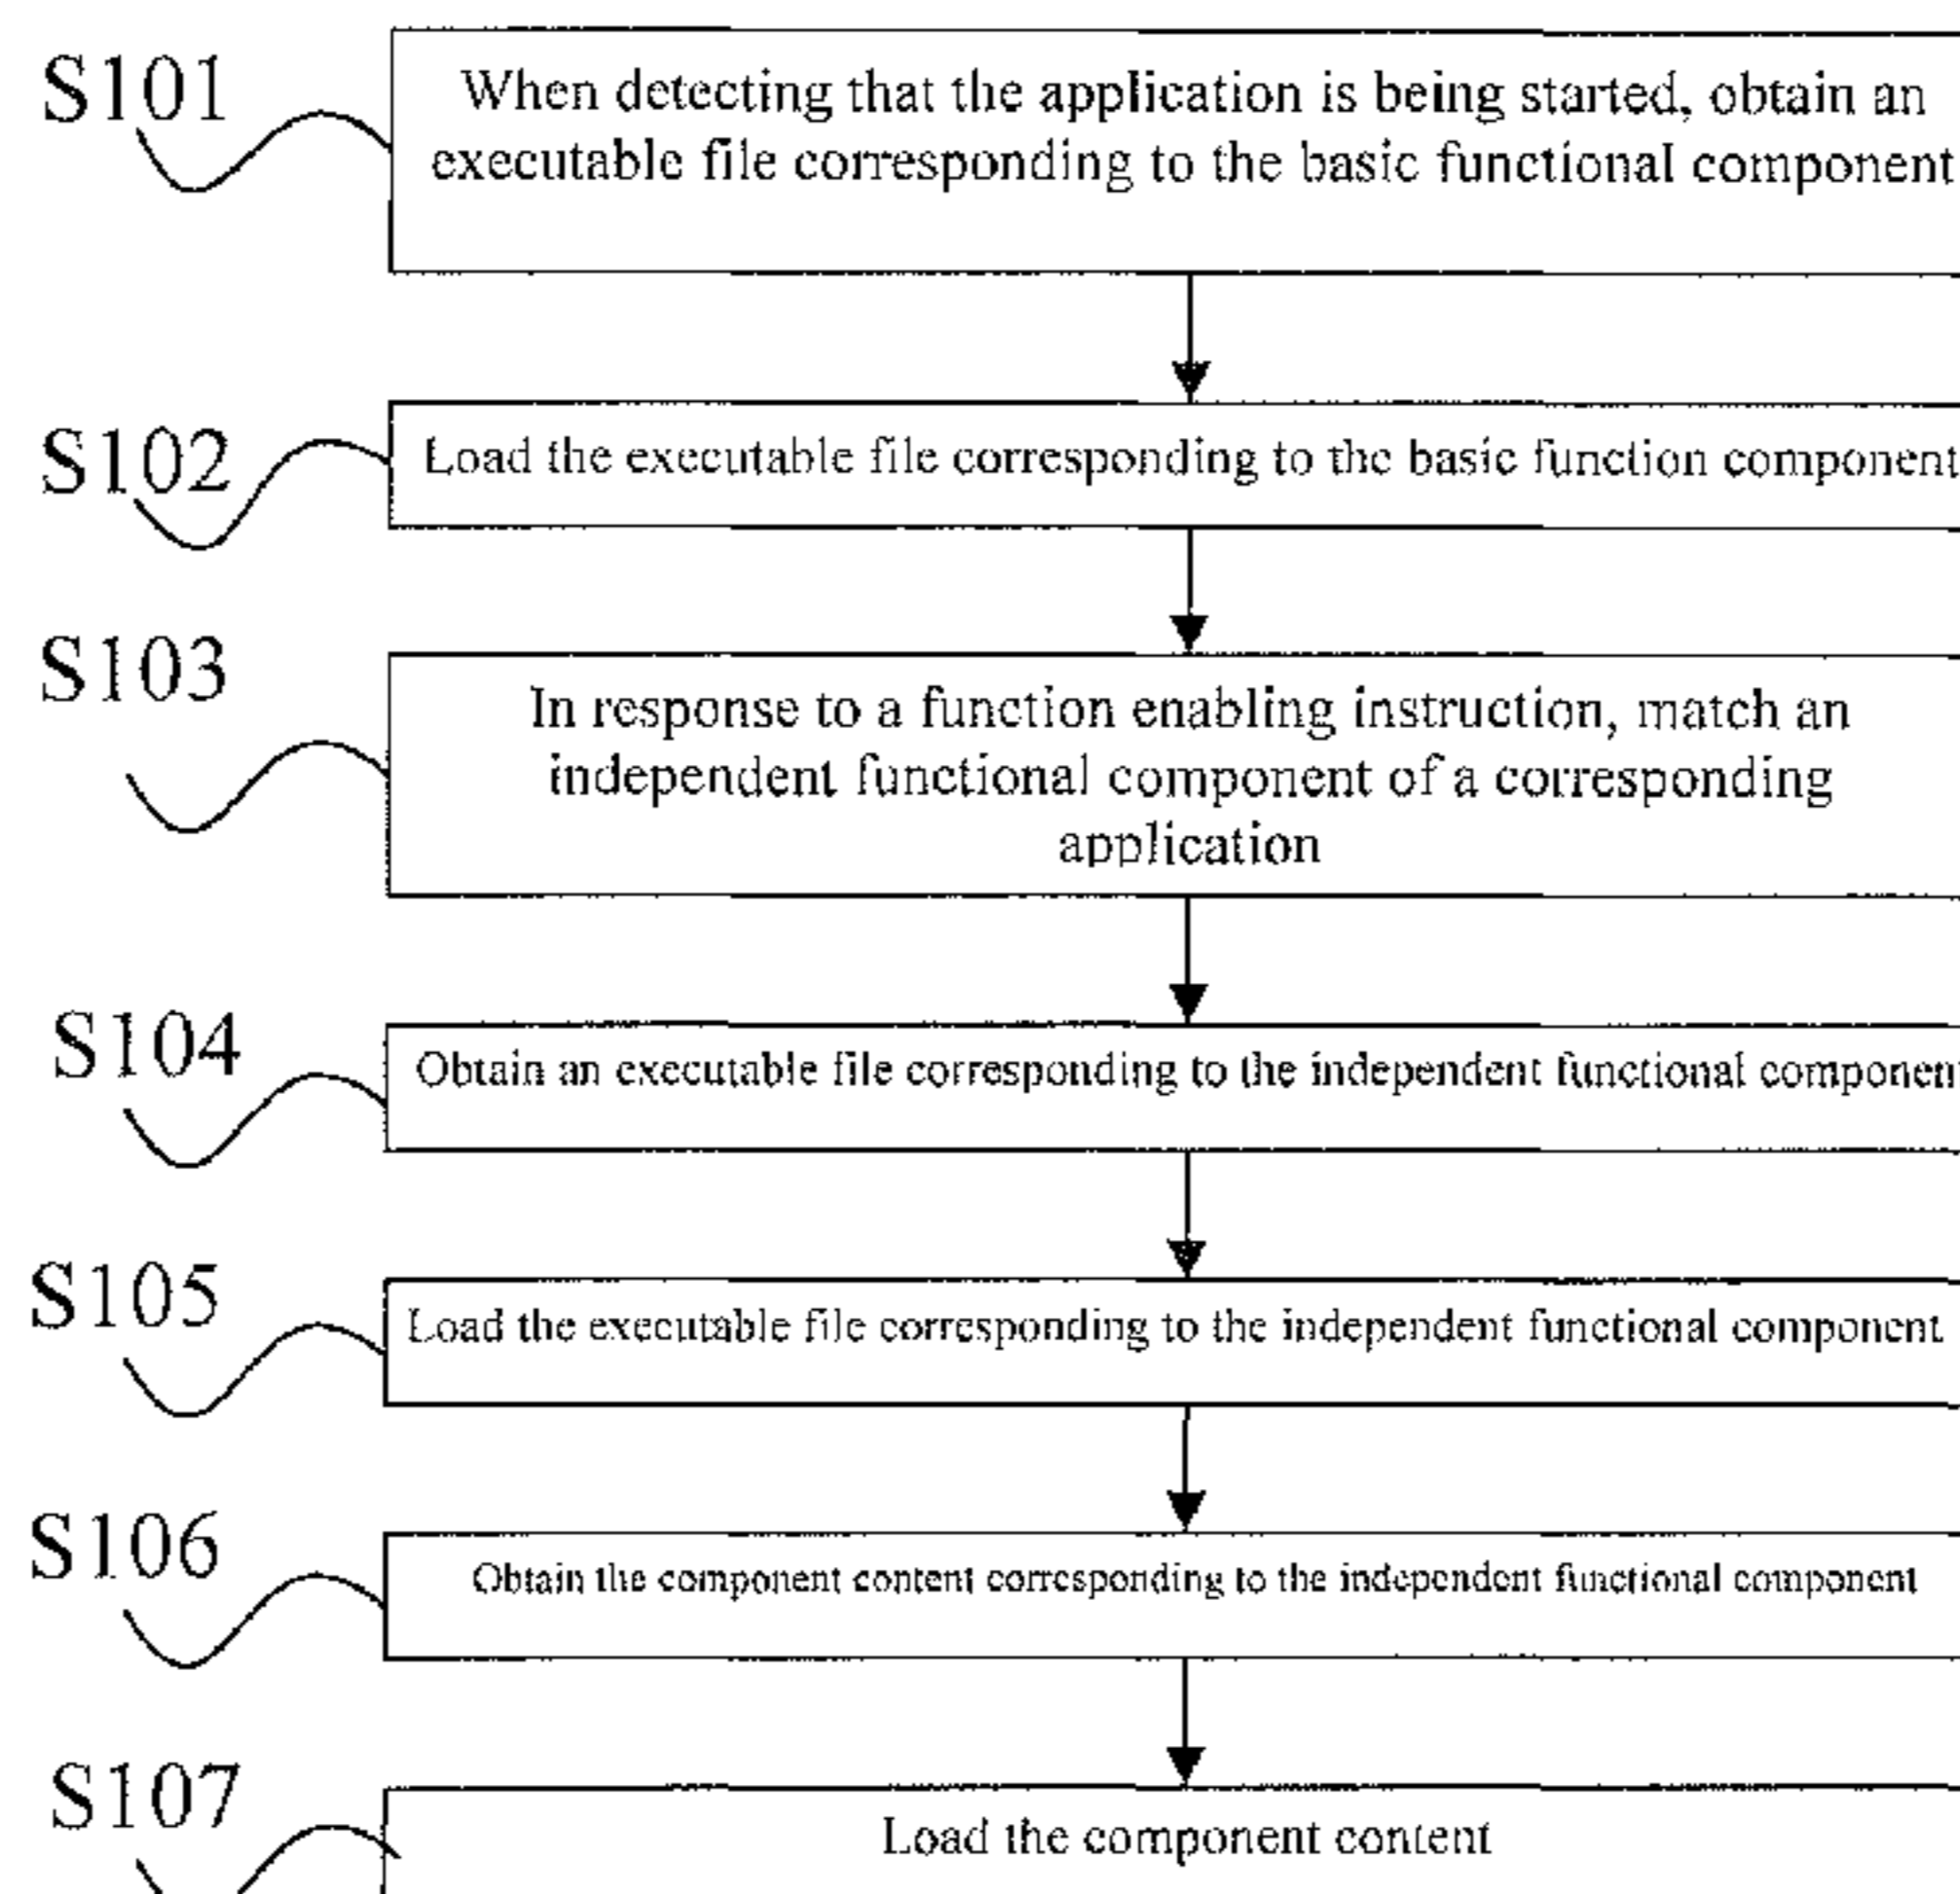 S101
When detecting that the application is being started, obtain an
executable file corresponding to the basic functional component
S102
Load the executable file corresponding to the basic function component
S103
In response to a function enabling instruction, match an
independent functional component of a corresponding
application
S104
Obtain an executable file corresponding to the independent functional component
S105
Load the executable file corresponding to the independent functional component
S106
Obtain the component content corresponding to the independent functional component
S107
Load the component content